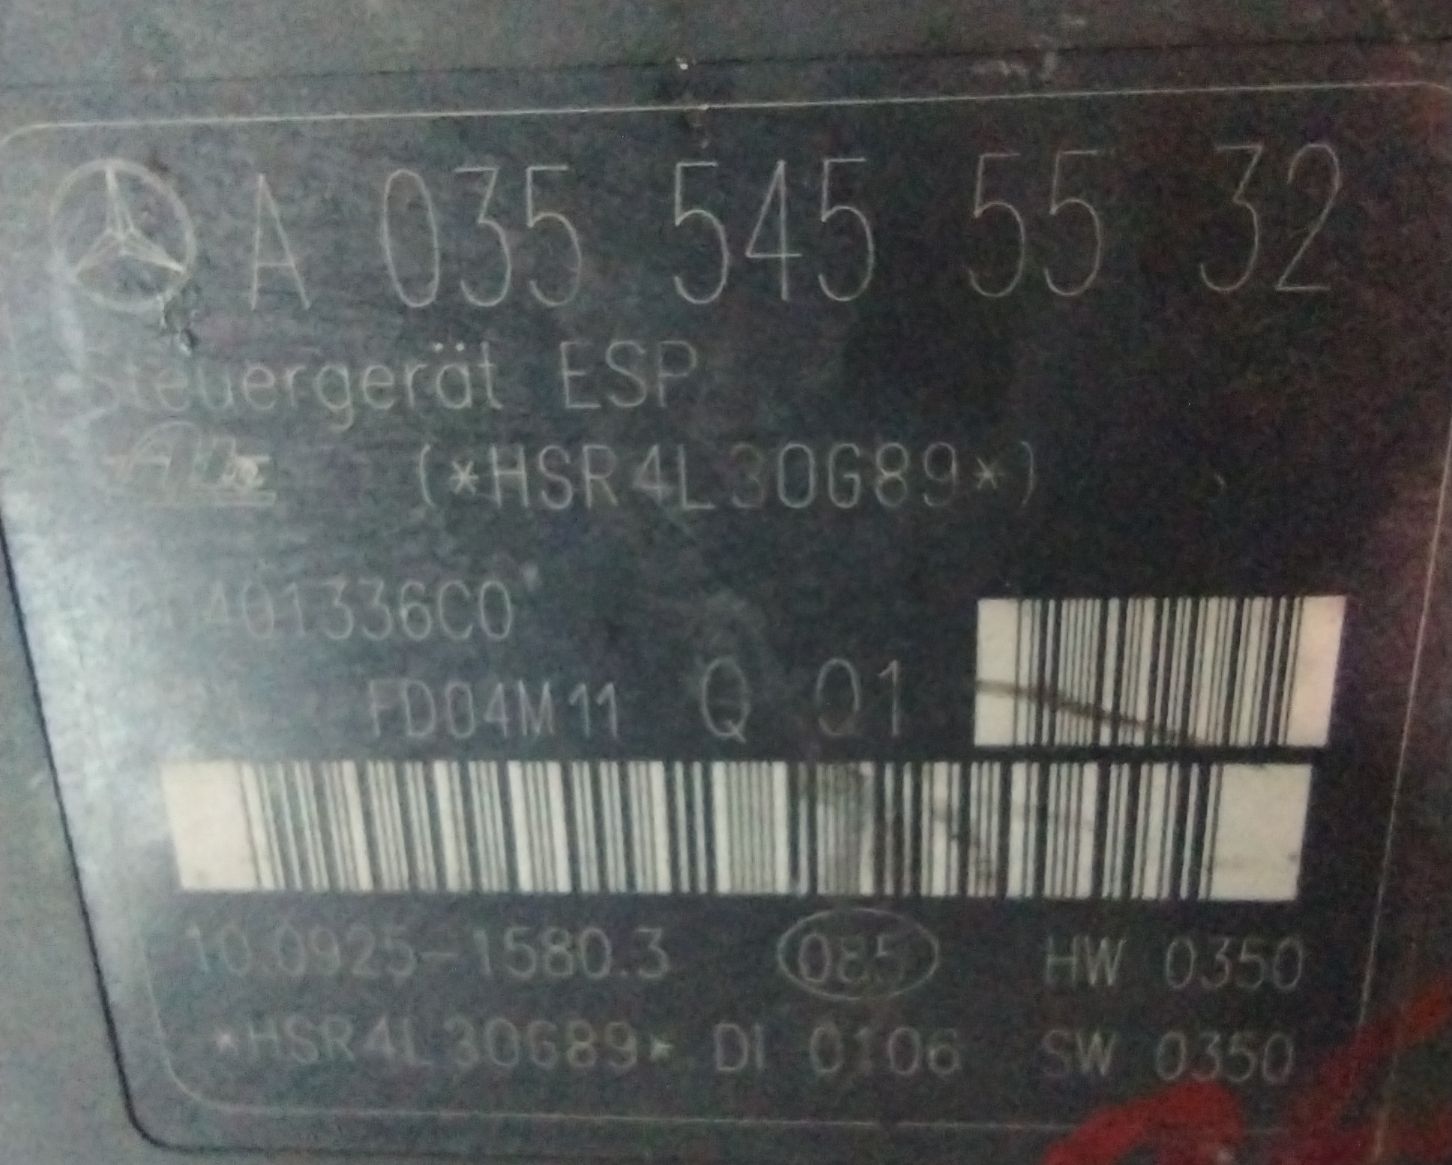 A 035 545 55 32
Steuergerät ESP
(*HSR4L30G89*)
401336C0
FD04M11 Q 01
10.0925-1580.3 085 HW 0350
*HSR4L30G89* DI 0106 SW 0350